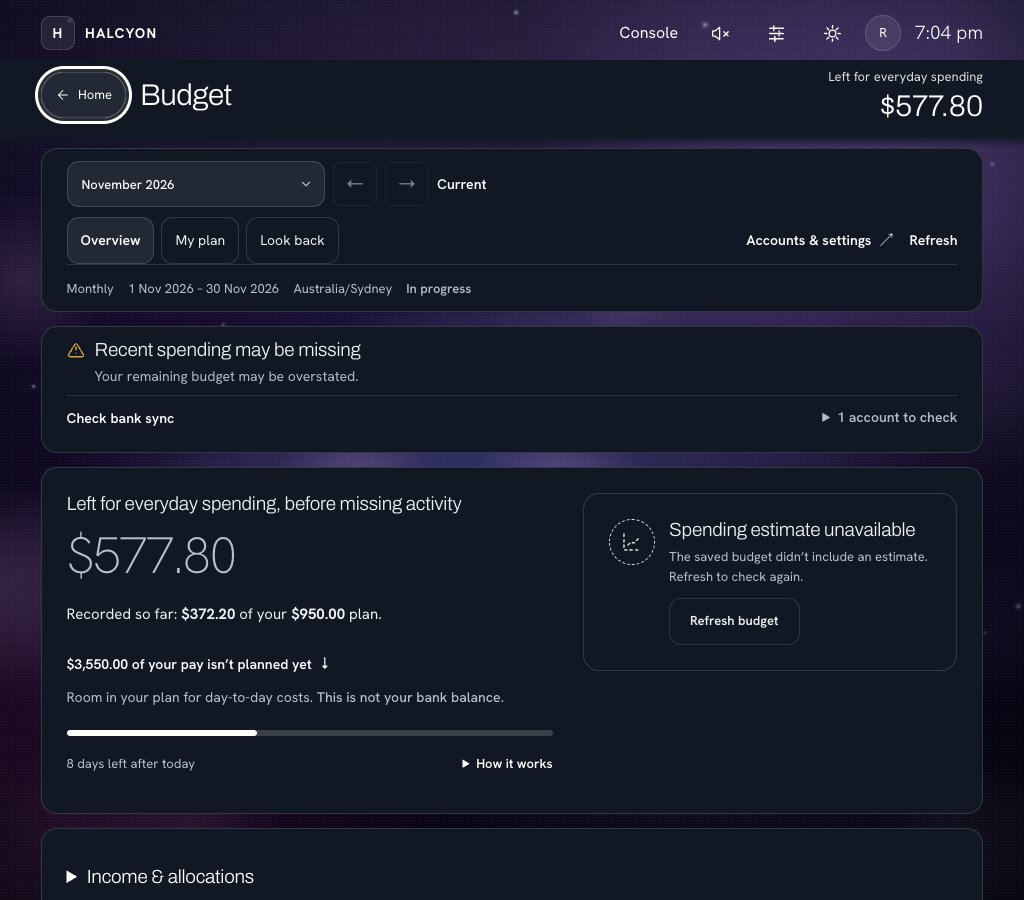 H HALCYON
Console
R
7:04 pm
← Home
Budget
Left for everyday spending
$577.80
November 2026
← → Current
Overview
My plan
Look back
Accounts & settings ↗
Refresh
Monthly 1 Nov 2026 – 30 Nov 2026 Australia/Sydney In progress
Recent spending may be missing
Your remaining budget may be overstated.
Check bank sync
▶ 1 account to check
Left for everyday spending, before missing activity
$577.80
Recorded so far: $372.20 of your $950.00 plan.
$3,550.00 of your pay isn’t planned yet ↓
Room in your plan for day-to-day costs. This is not your bank balance.
8 days left after today
▶ How it works
Spending estimate unavailable
The saved budget didn’t include an estimate.
Refresh to check again.
Refresh budget
▶ Income & allocations